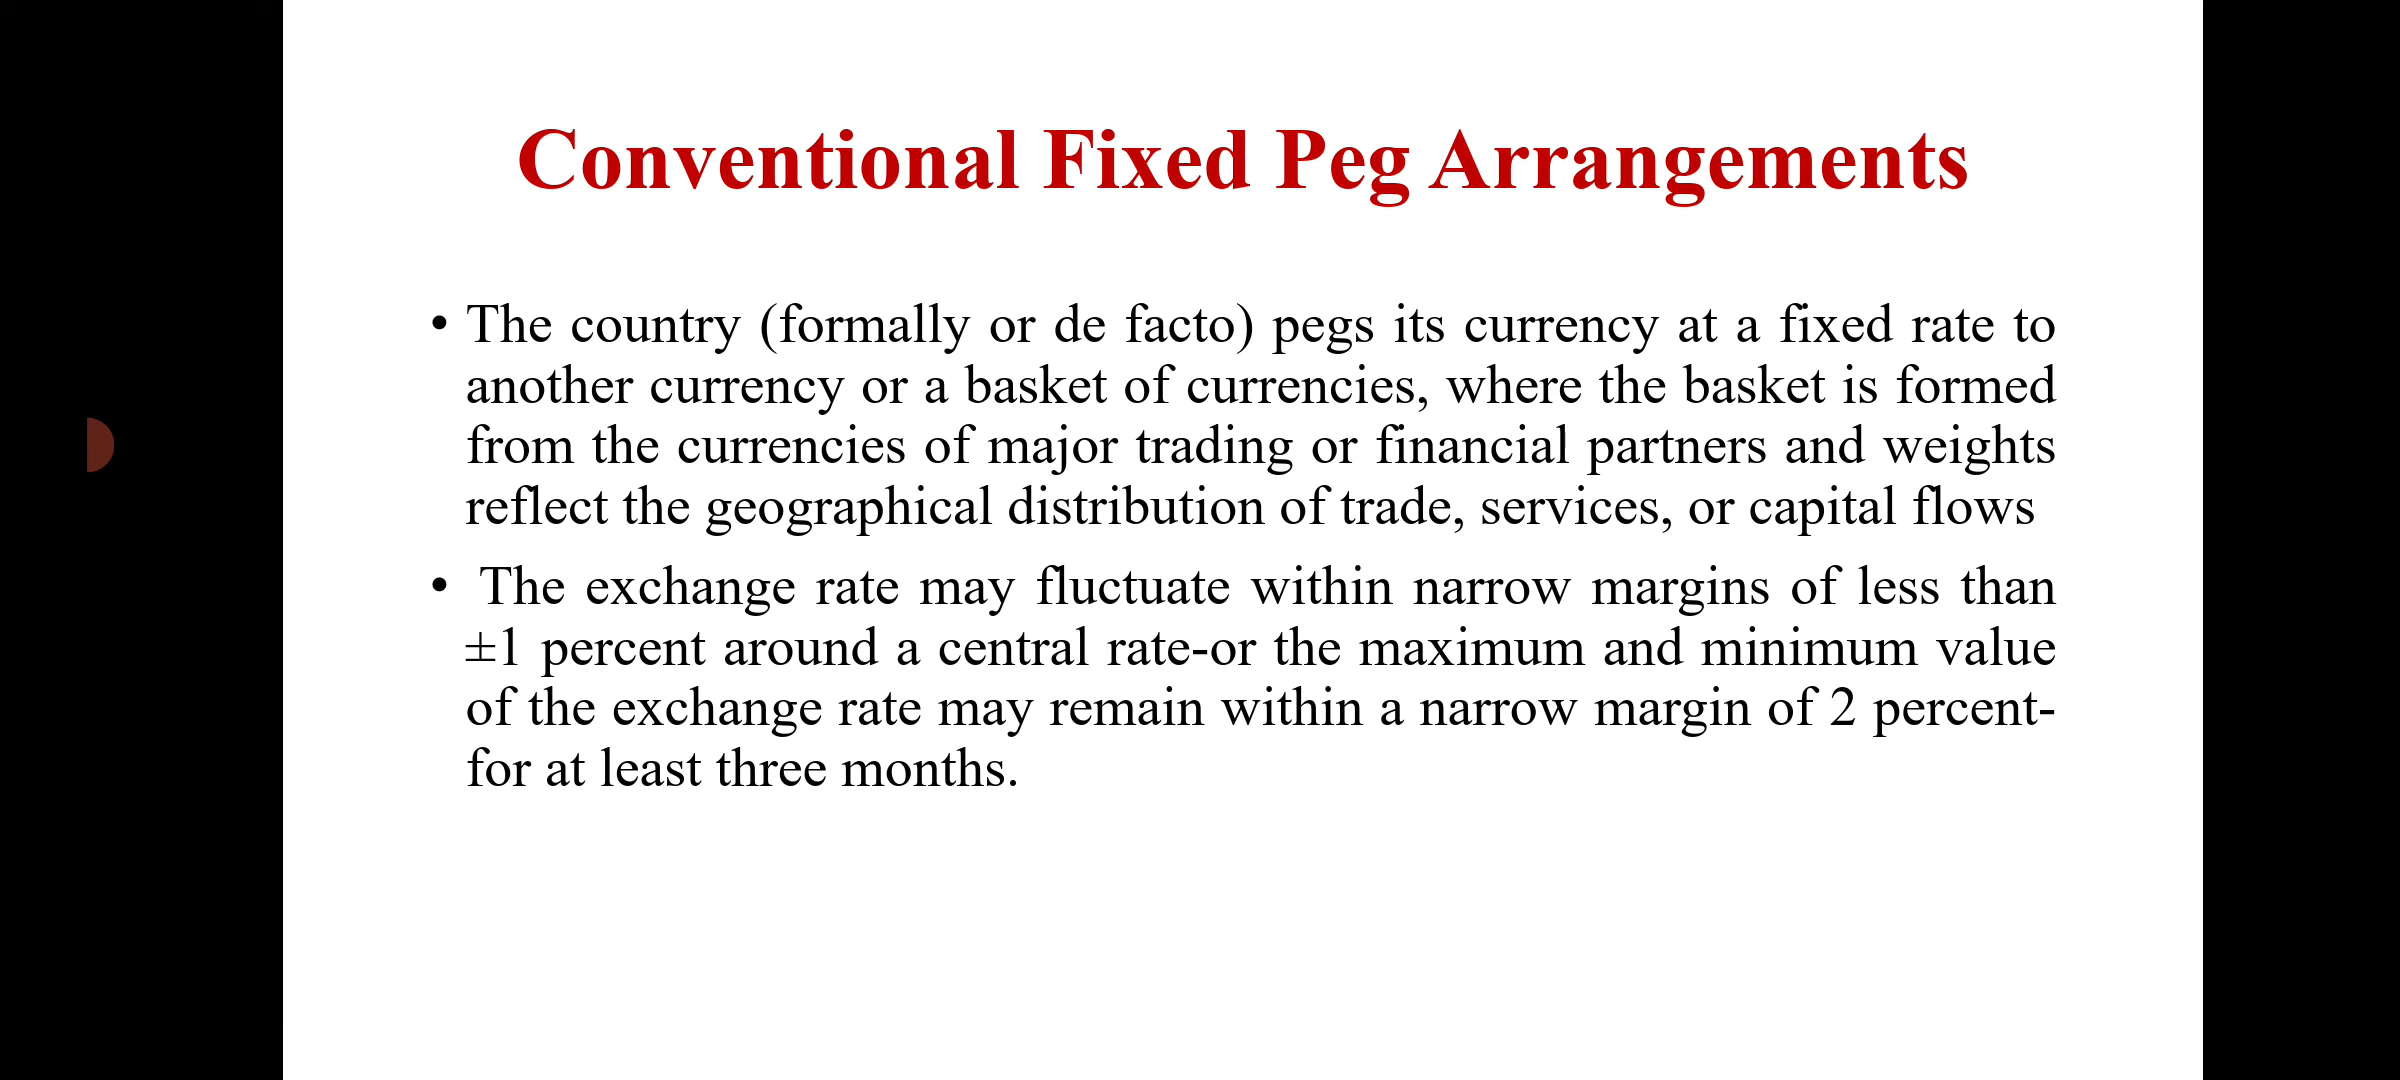 Conventional Fixed Peg Arrangements
• The country (formally or de facto) pegs its currency at a fixed rate to
another currency or a basket of currencies, where the basket is formed
from the currencies of major trading or financial partners and weights
reflect the geographical distribution of trade, services, or capital flows
• The exchange rate may fluctuate within narrow margins of less than
±1 percent around a central rate-or the maximum and minimum value
of the exchange rate may remain within a narrow margin of 2 percent-
for at least three months.